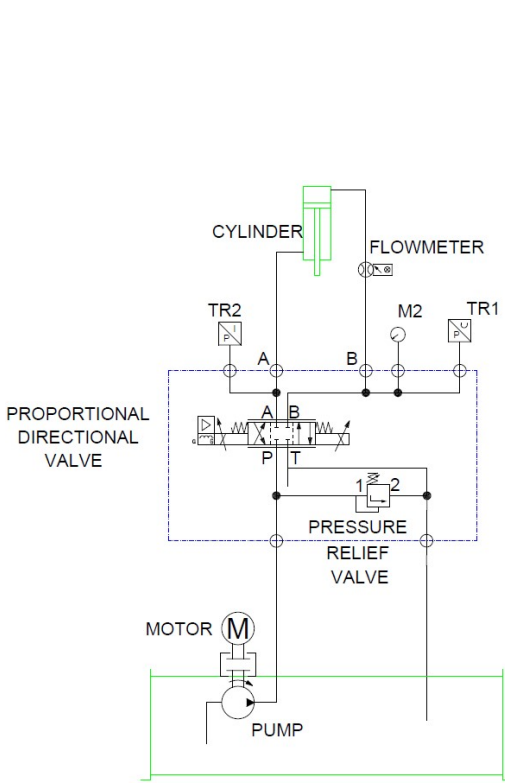 CYLINDER
FLOWMETER
TR2
M2
TR1
P I
P U
A
B
PROPORTIONAL
DIRECTIONAL
VALVE
A B
P T
1 2
PRESSURE
RELIEF
VALVE
MOTOR M
PUMP